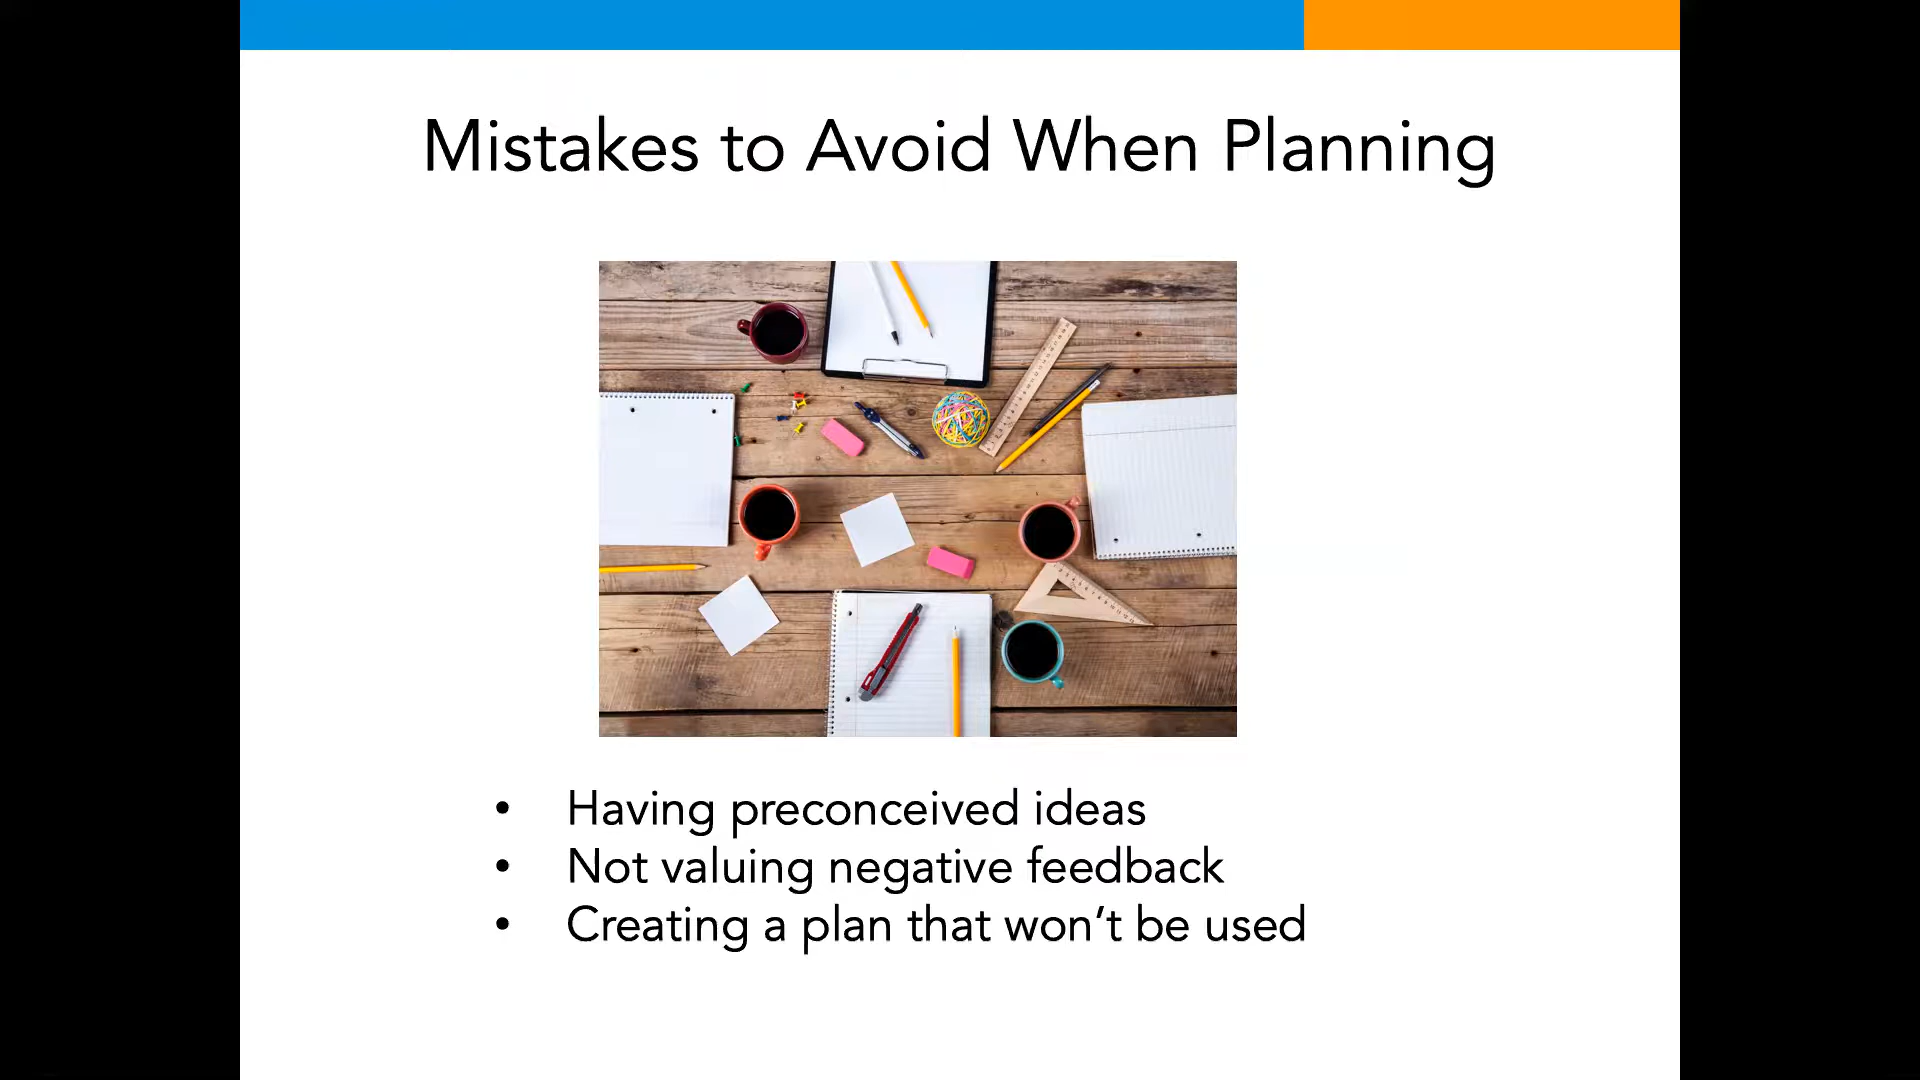 Mistakes to Avoid When Planning
• Having preconceived ideas
• Not valuing negative feedback
• Creating a plan that won’t be used